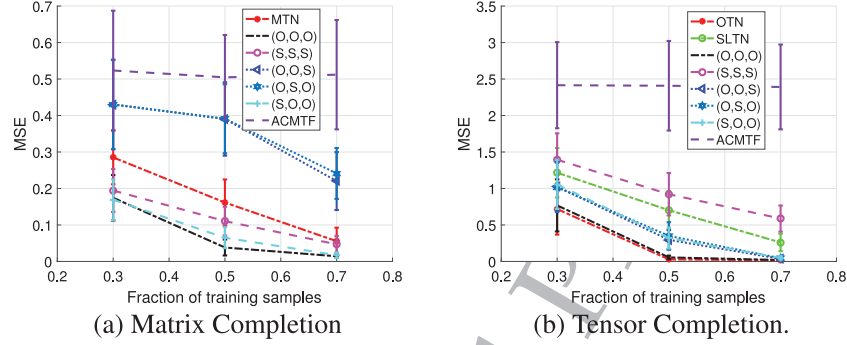 0.7
0.6
0.5
0.4
0.3
0.2
0.1
0
MSE
0.2 0.3 0.4 0.5 0.6 0.7 0.8
Fraction of training samples
MTN
(O,O,O)
(S,S,S)
(O,O,S)
(O,S,O)
(S,O,O)
ACMTF
(a) Matrix Completion
3.5
3
2.5
2
1.5
1
0.5
0
MSE
0.2 0.3 0.4 0.5 0.6 0.7 0.8
Fraction of training samples
OTN
SLTN
(O,O,O)
(S,S,S)
(O,O,S)
(O,S,O)
(S,O,O)
ACMTF
(b) Tensor Completion.